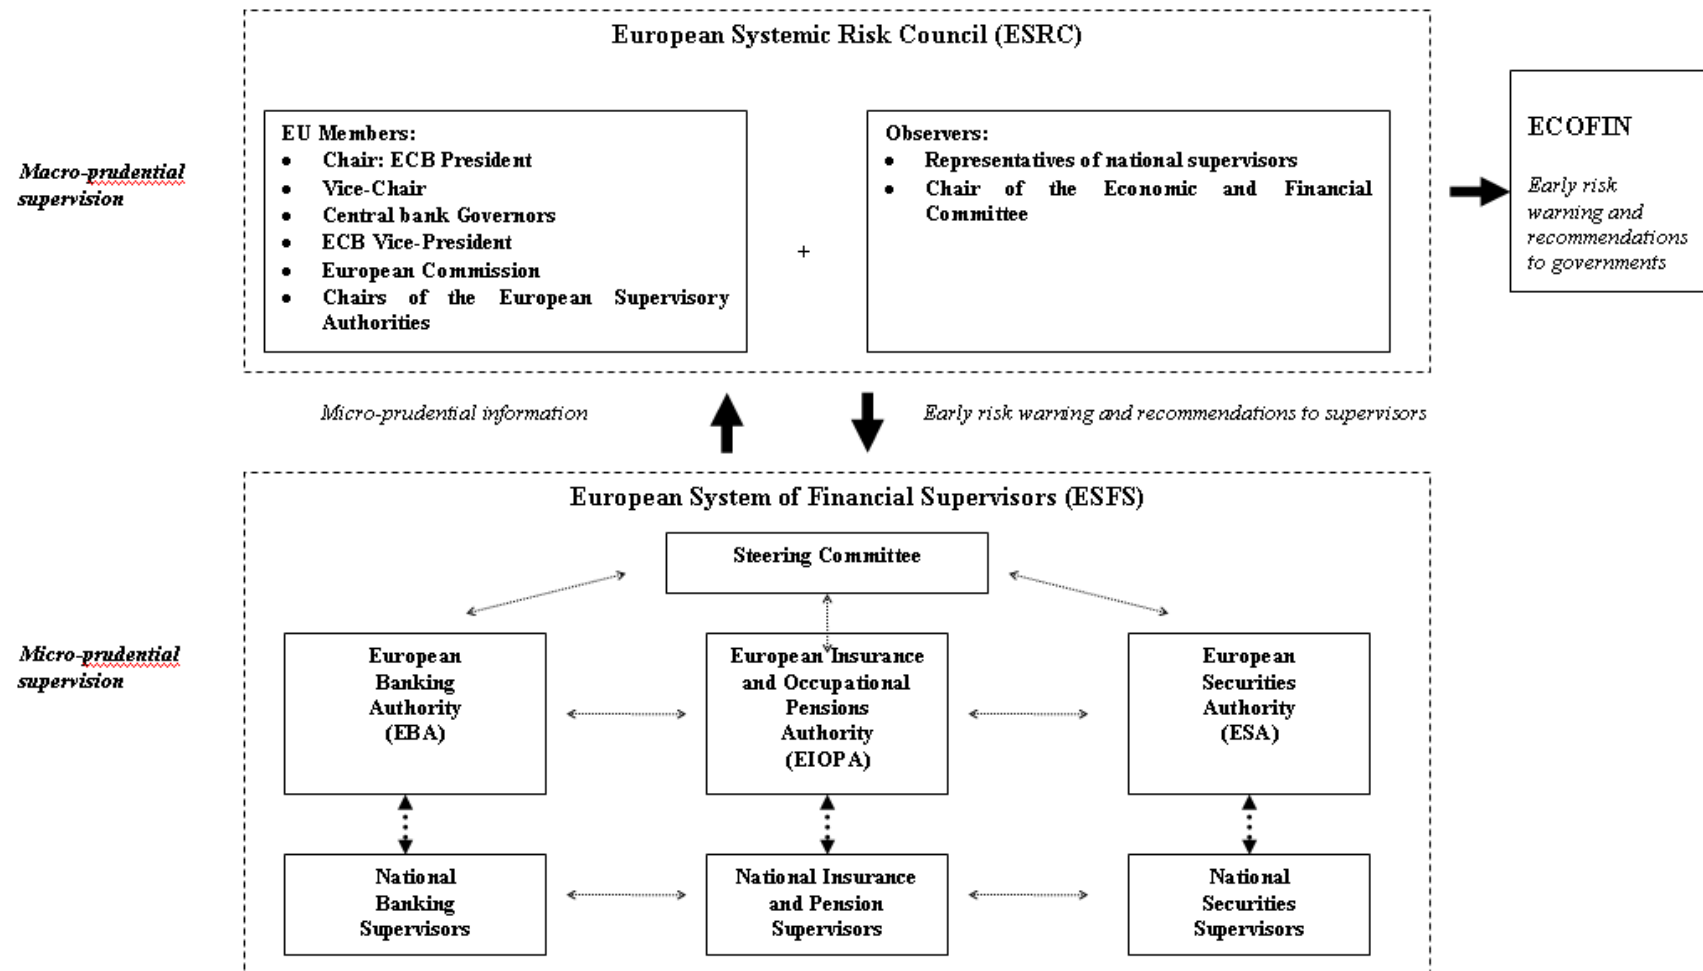 European Systemic Risk Council (ESRC)
Macro-prudential
supervision
EU Members:
• Chair: ECB President
• Vice-Chair
• Central bank Governors
• ECB Vice-President
• European Commission
• Chairs of the European Supervisory
Authorities
+
Observers:
• Representatives of national supervisors
• Chair of the Economic and Financial
Committee
ECOFIN
Early risk
warning and
recommendations
to governments
Micro-prudential information
Early risk warning and recommendations to supervisors
European System of Financial Supervisors (ESFS)
Steering Committee
Micro-prudential
supervision
European
Banking
Authority
(EBA)
European Insurance
and Occupational
Pensions
Authority
(EIOPA)
European
Securities
Authority
(ESA)
National
Banking
Supervisors
National Insurance
and Pension
Supervisors
National
Securities
Supervisors